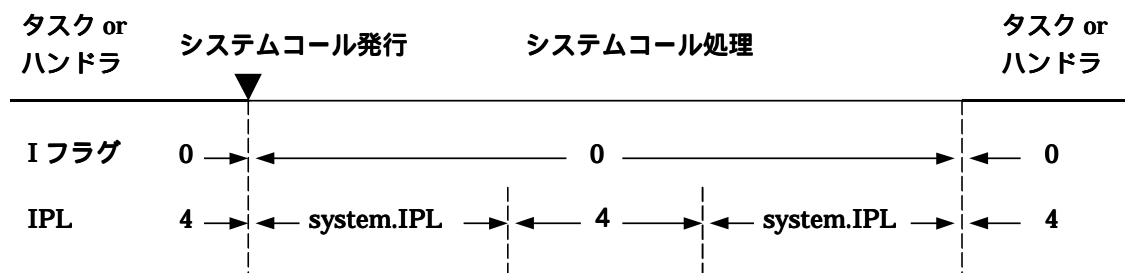 タスク or
ハンドラ
システムコール発行
システムコール処理
タスク or
ハンドラ
I フラグ 0 0 0
IPL 4 system.IPL 4 system.IPL 4